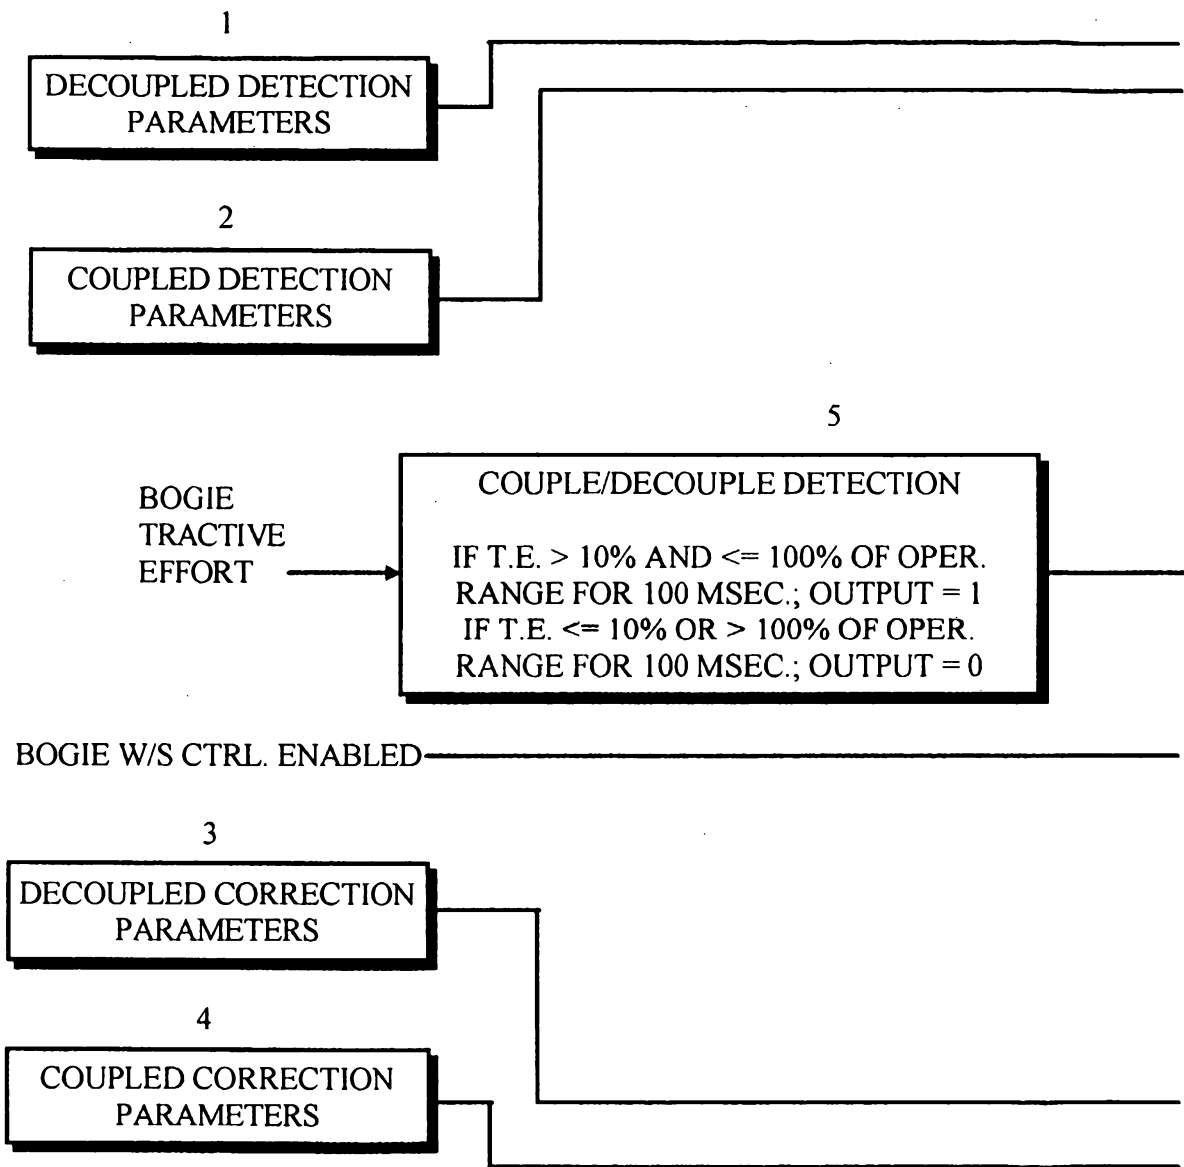 1
DECOUPLED DETECTION
PARAMETERS
2
COUPLED DETECTION
PARAMETERS
5
COUPLE/DECOUPLE DETECTION
BOGIE
TRACTIVE
EFFORT
IF T.E. > 10% AND <= 100% OF OPER.
RANGE FOR 100 MSEC.; OUTPUT = 1
IF T.E. <= 10% OR > 100% OF OPER.
RANGE FOR 100 MSEC.; OUTPUT = 0
BOGIE W/S CTRL. ENABLED
3
DECOUPLED CORRECTION
PARAMETERS
4
COUPLED CORRECTION
PARAMETERS